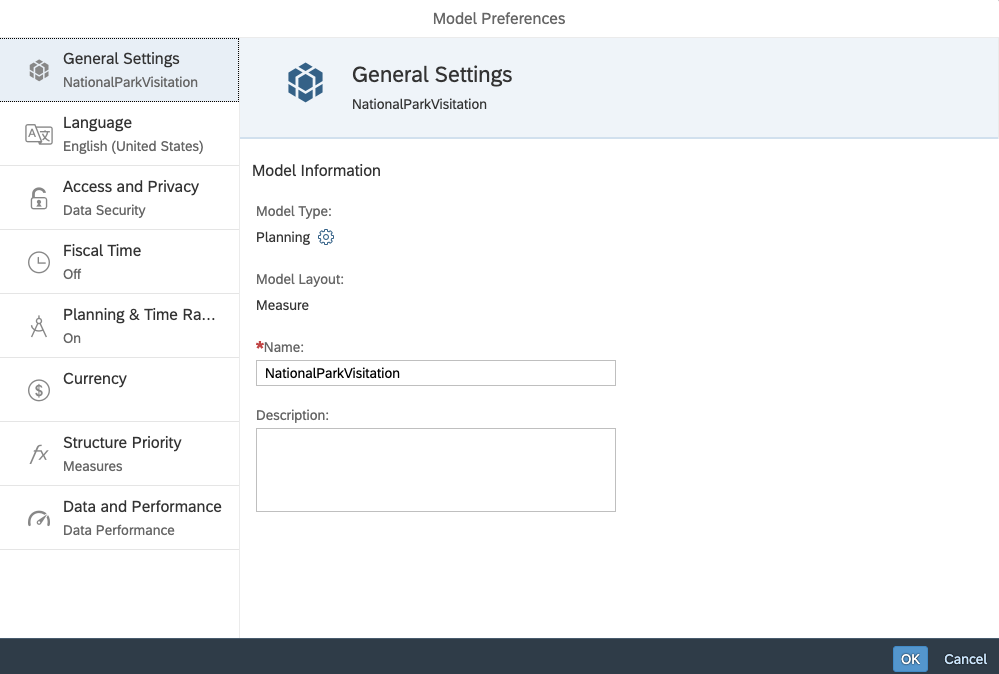 Model Preferences
General Settings
NationalParkVisitation
Language
English (United States)
Access and Privacy
Data Security
Fiscal Time
Off
Planning & Time Ra...
On
Currency
Structure Priority
Measures
Data and Performance
Data Performance
General Settings
NationalParkVisitation
Model Information
Model Type:
Planning
Model Layout:
Measure
*Name:
NationalParkVisitation
Description:
OK Cancel